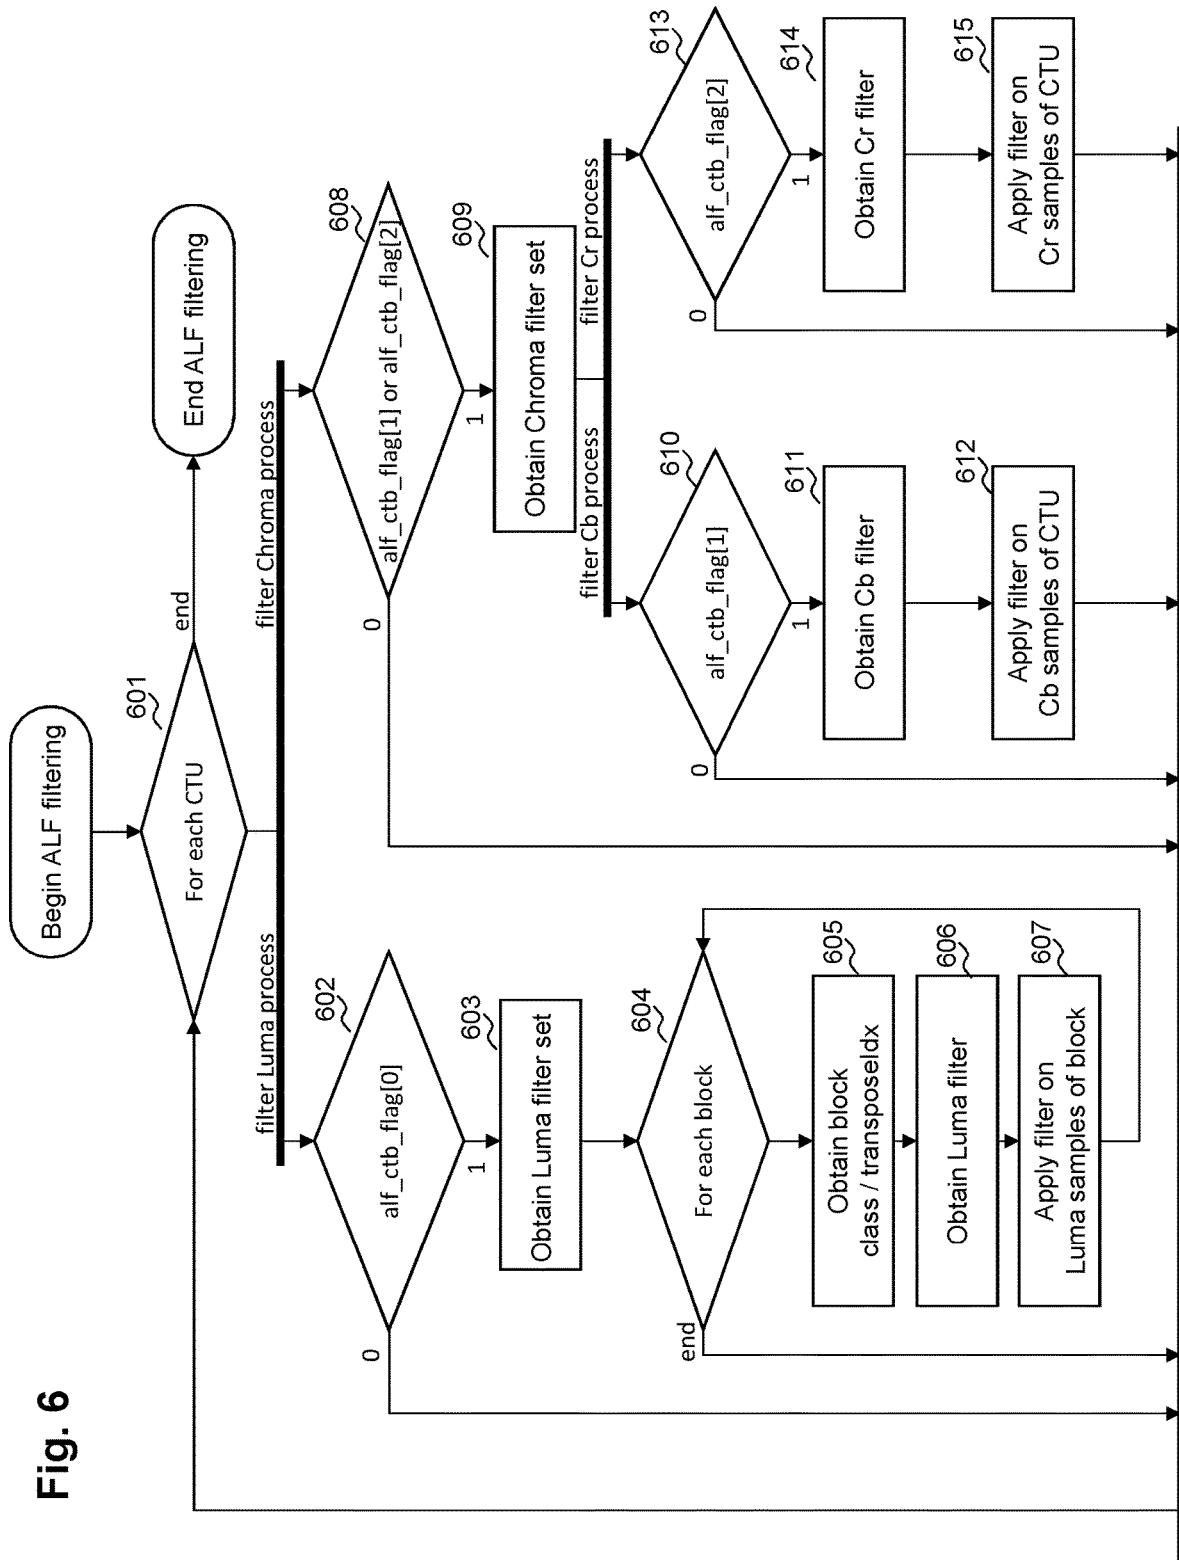 Fig. 6
Begin ALF filtering
601
For each CTU
end
End ALF filtering
filter Luma process
filter Chroma process
602
alf_ctb_flag[0]
0
1
603
Obtain Luma filter set
604
For each block
end
605
Obtain block
class / transposeIdx
606
Obtain Luma filter
607
Apply filter on
Luma samples of block
608
alf_ctb_flag[1] or alf_ctb_flag[2]
0
1
609
Obtain Chroma filter set
filter Cb process
filter Cr process
610
alf_ctb_flag[1]
0
1
611
Obtain Cb filter
612
Apply filter on
Cb samples of CTU
613
alf_ctb_flag[2]
0
1
614
Obtain Cr filter
615
Apply filter on
Cr samples of CTU